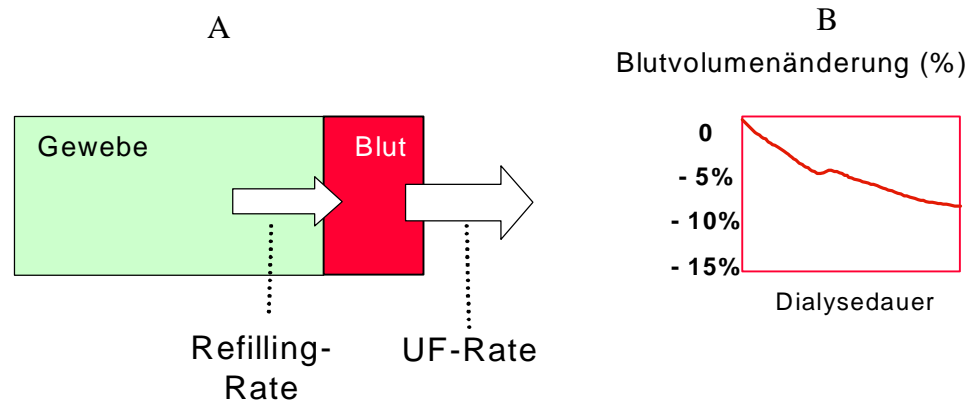 A
Gewebe
Blut
Refilling-
Rate
UF-Rate
B
Blutvolumenänderung (%)
0
- 5%
- 10%
- 15%
Dialysedauer